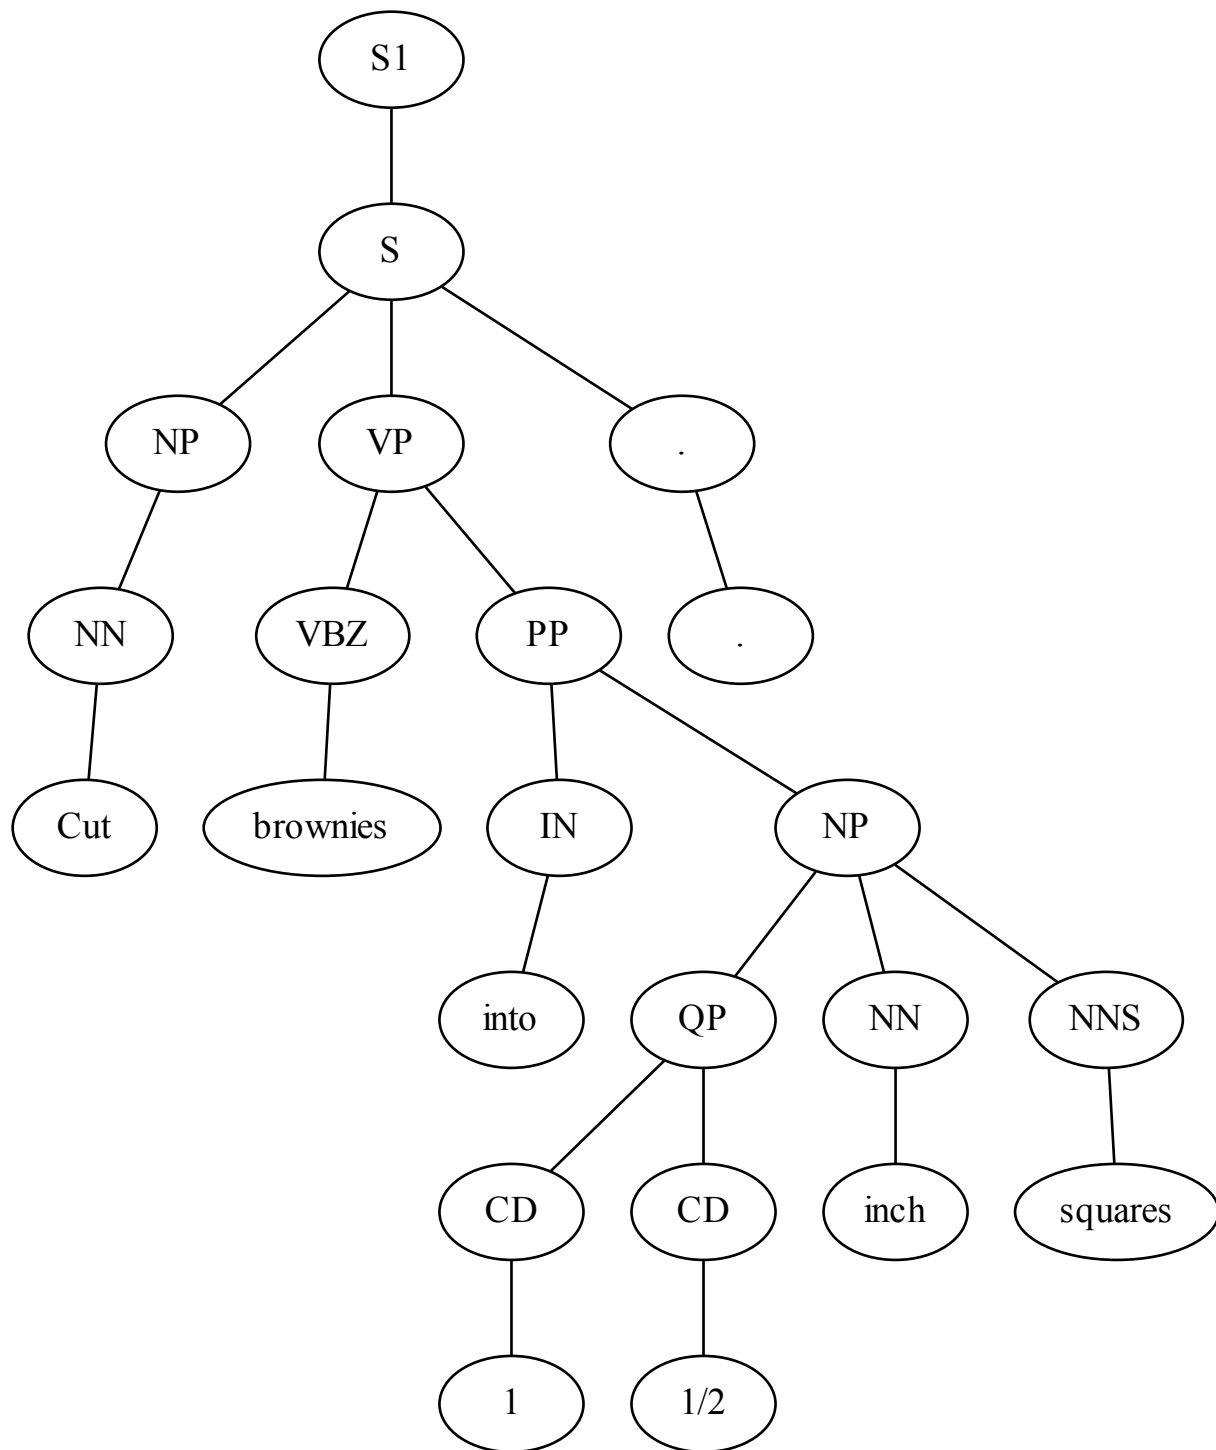 S1
S
NP VP .
NN VBZ PP .
Cut brownies IN NP
into QP NN NNS
CD CD inch squares
1 1/2